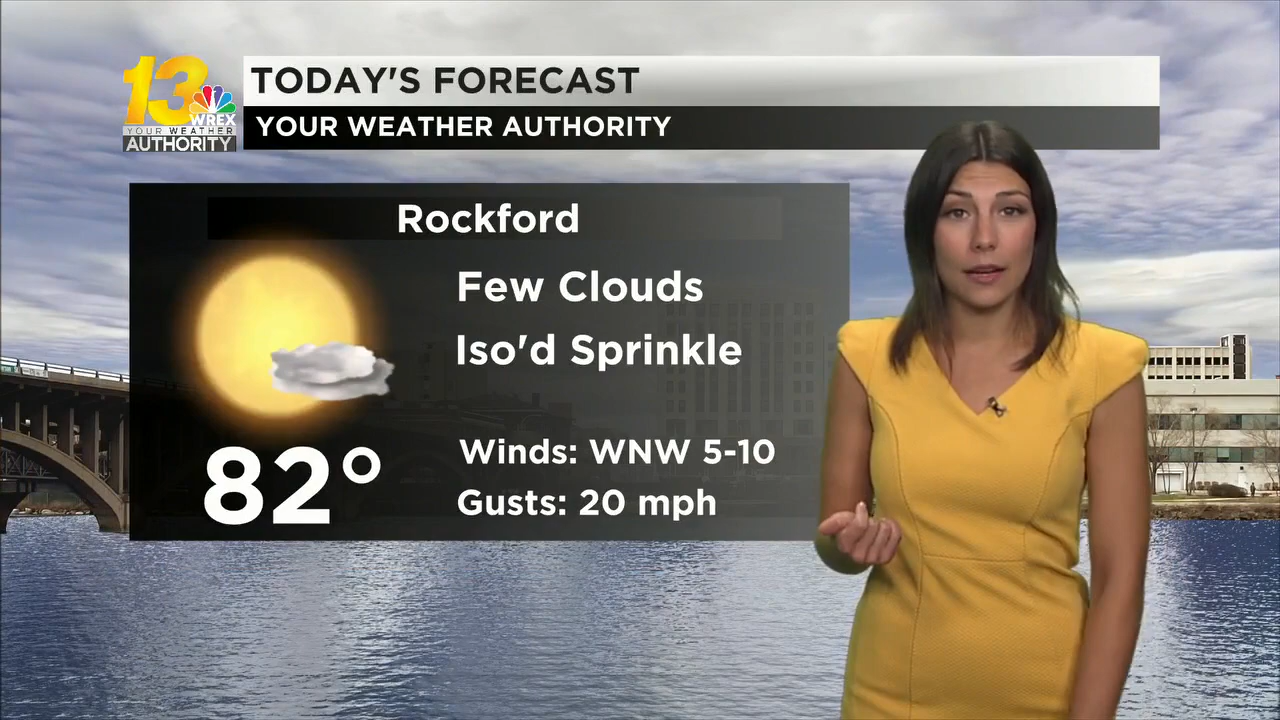 13
WREX
YOUR WEATHER
AUTHORITY
TODAY'S FORECAST
YOUR WEATHER AUTHORITY
Rockford
Few Clouds
Iso'd Sprinkle
82°
Winds: WNW 5-10
Gusts: 20 mph